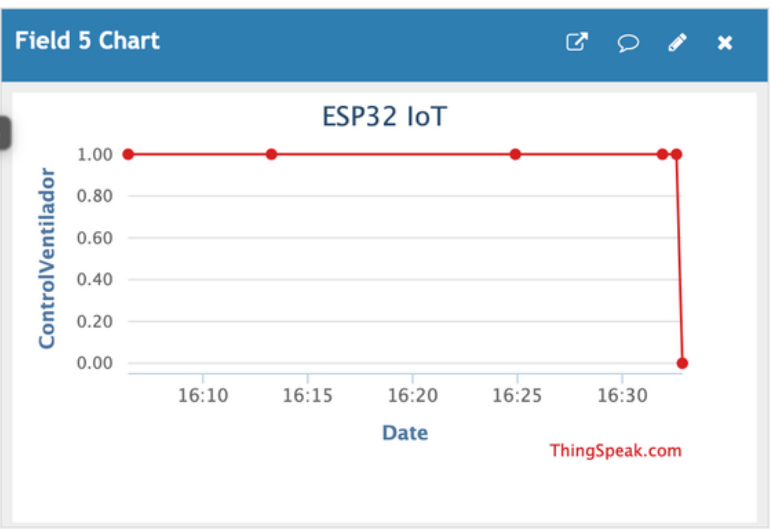 Field 5 Chart
ESP32 IoT
ControlVentilador
1.00
0.80
0.60
0.40
0.20
0.00
16:10 16:15 16:20 16:25 16:30
Date
ThingSpeak.com